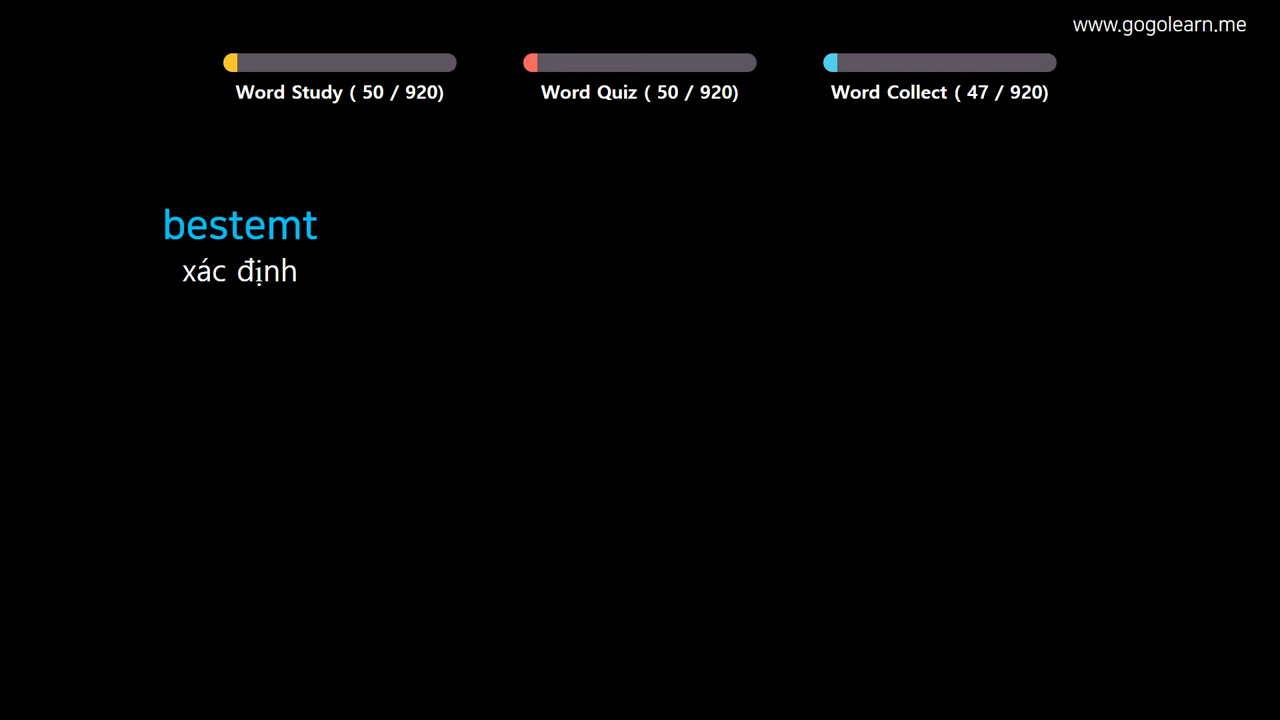 www.gogolearn.me
Word Study ( 50 / 920)
Word Quiz ( 50 / 920)
Word Collect ( 47 / 920)
bestemt
xác định